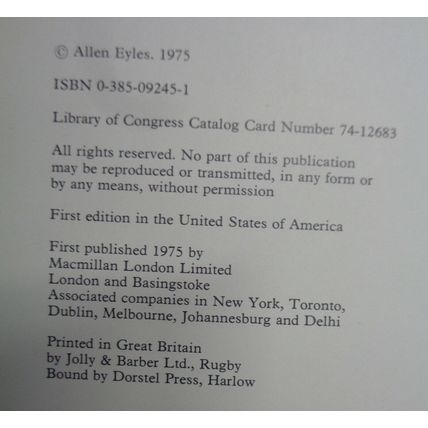 © Allen Eyles. 1975
ISBN 0-385-09245-1
Library of Congress Catalog Card Number 74-12683
All rights reserved. No part of this publication
may be reproduced or transmitted, in any form or
by any means, without permission
First edition in the United States of America
First published 1975 by
Macmillan London Limited
London and Basingstoke
Associated companies in New York, Toronto,
Dublin, Melbourne, Johannesburg and Delhi
Printed in Great Britain
by Jolly & Barber Ltd., Rugby
Bound by Dorstel Press, Harlow